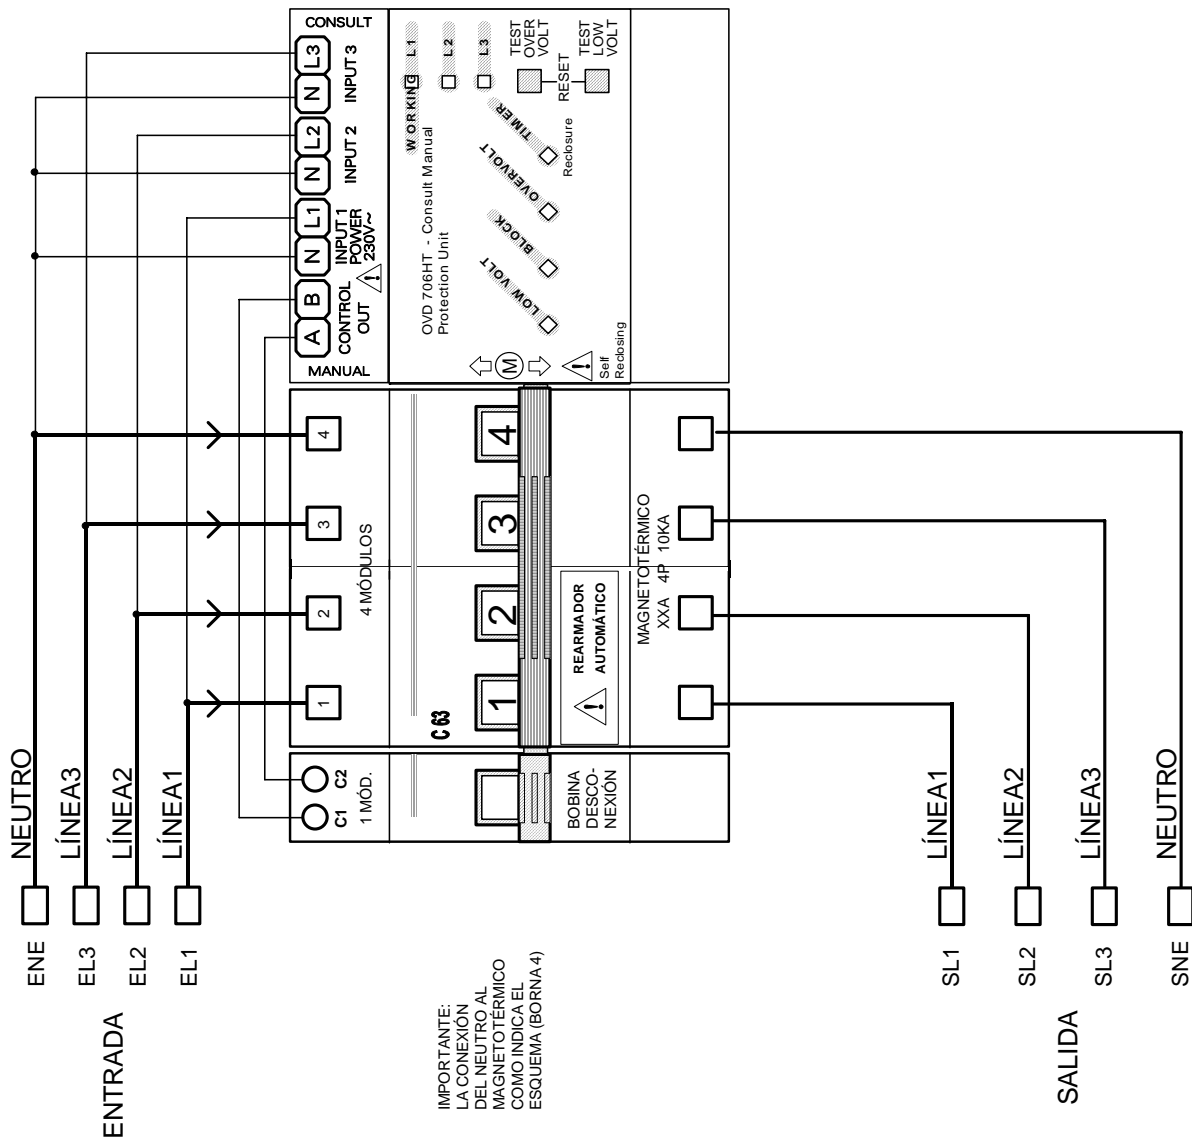 ENTRADA
ENE
EL3
EL2
EL1
NEUTRO
LÍNEA3
LÍNEA2
LÍNEA1
CONSULT
L3
N
INPUT 3
L2
N
INPUT 2
L1
N
INPUT 1
POWER
230V~
B
A
CONTROL
OUT
MANUAL
WORKING
L1
L2
L3
TEST
OVER
VOLT
RESET
TEST
LOW
VOLT
OVD 706HT - Consult Manual
Protection Unit
TIMER
OVERVOLT
BLOCK
LOW VOLT
Reclosure
M
Self
Reclosing
4
3
2
1
4 MÓDULOS
4
3
2
1
C 63
REARMADOR
AUTOMÁTICO
MAGNETOTÉRMICO
XXA 4P 10KA
C2
C1
1 MÓD.
BOBINA
DESCO-
NEXIÓN
IMPORTANTE:
LA CONEXIÓN
DEL NEUTRO AL
MAGNETOTÉRMICO
COMO INDICA EL
ESQUEMA (BORNA 4)
LÍNEA1
LÍNEA2
LÍNEA3
NEUTRO
SL1
SL2
SL3
SNE
SALIDA